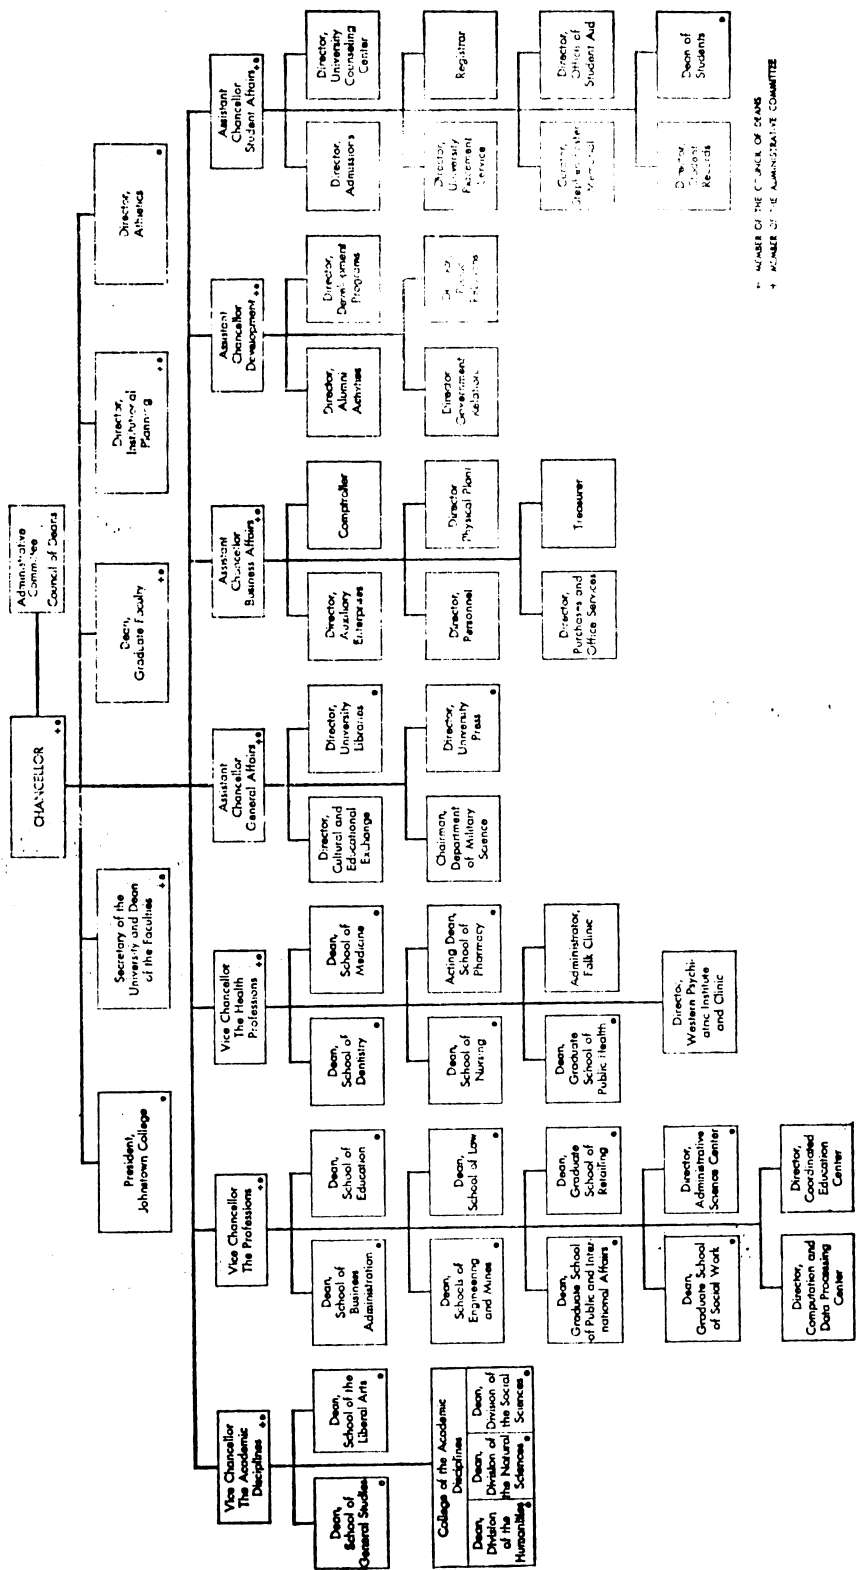 Administrative
Committee
Council of Deans
CHANCELLOR
President,
Johnstown College
Secretary of the
University and Dean
of the Faculties
Dean,
Graduate Faculty
Director,
Institutional
Planning
Director,
Athletics
Vice Chancellor
The Academic
Disciplines
Dean,
School of
General Studies
Dean,
School of the
Liberal Arts
College of the Academic
Disciplines
Dean,
Division
of the
Humanities
Dean,
Division of
the Natural
Sciences
Dean,
Division of
the Social
Sciences
Vice Chancellor
The Professions
Dean,
School of
Business
Administration
Dean,
School of
Education
Dean,
Schools of
Engineering
and Mines
Dean,
School of Law
Dean,
Graduate School
of Public and Inter-
national Affairs
Dean,
Graduate
School of
Retailing
Dean,
Graduate School
of Social Work
Director,
Administrative
Science Center
Director,
Computation and
Data Processing
Center
Director,
Coordinated
Education
Center
Vice Chancellor
The Health
Professions
Dean,
School of
Dentistry
Dean,
School of
Medicine
Dean,
School of
Nursing
Acting Dean,
School of
Pharmacy
Dean,
Graduate
School of
Public Health
Administrator,
Falk Clinic
Director,
Western Psychi-
atric Institute
and Clinic
Assistant
Chancellor
General Affairs
Director,
Cultural and
Educational
Exchange
Director,
University
Libraries
Chairman,
Department
of Military
Science
Director,
University
Press
Assistant
Chancellor
Business Affairs
Director,
Auxiliary
Enterprises
Comptroller
Director,
Personnel
Director
Physical Plant
Director,
Purchases and
Office Services
Treasurer
Assistant
Chancellor
Development
Director,
Alumni
Activities
Director,
Development
Programs
Director
Government
Relations
Assistant
Chancellor
Student Affairs
Director,
Admissions
Director,
University
Counseling
Center
Director,
University
Placement
Service
Registrar
Curator,
Stephen Foster
Memorial
Director,
Office of
Student Aid
Director,
Student
Records
Dean of
Students
MEMBER OF THE COUNCIL OF DEANS
+ MEMBER OF THE ADMINISTRATIVE COMMITTEE